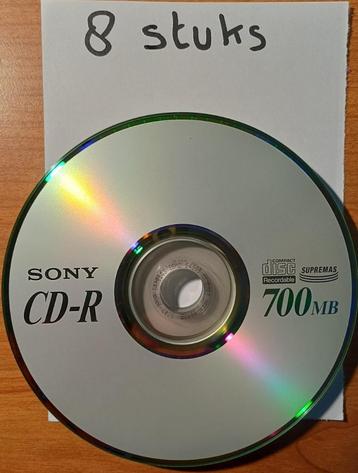 8 stuks
SONY
CD-R
COMPACT
disc
Recordable
SUPREMAS
700MB